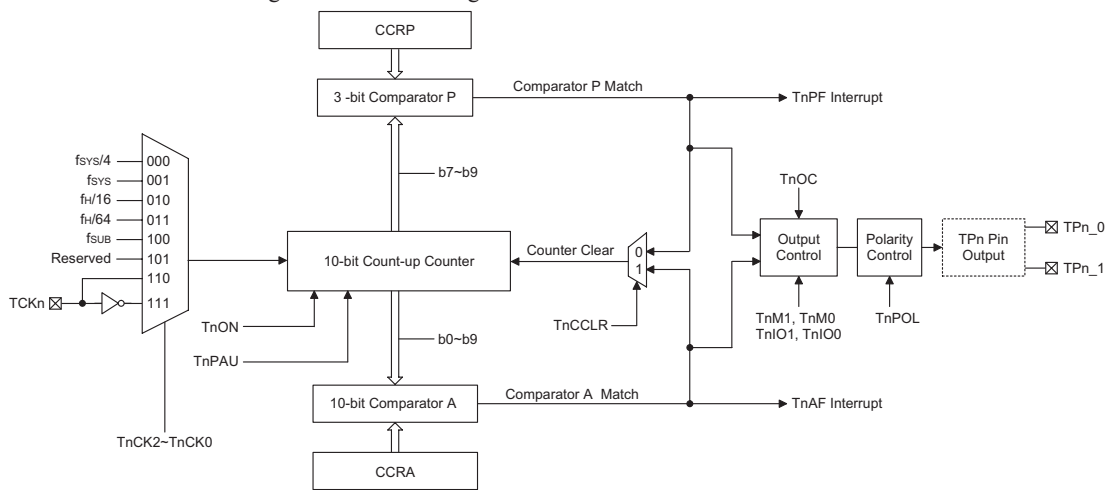 CCRP
3 -bit Comparator P
Comparator P Match
TnPF Interrupt
b7~b9
fSYS/4
000
fSYS
001
fH/16
010
fH/64
011
fSUB
100
Reserved
101
110
TCKn
111
10-bit Count-up Counter
Counter Clear
0
1
TnOC
Output
Control
Polarity
Control
TPn Pin
Output
TPn_0
TPn_1
TnON
TnPAU
b0~b9
TnCCLR
TnM1, TnM0
TnIO1, TnIO0
TnPOL
10-bit Comparator A
Comparator A Match
TnAF Interrupt
TnCK2~TnCK0
CCRA